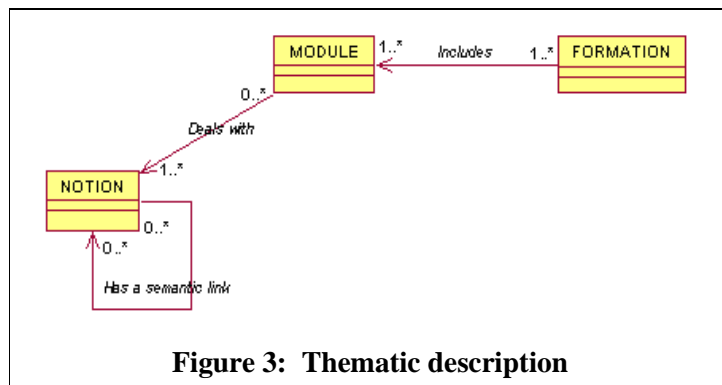 MODULE
1..*
Includes
1..*
FORMATION
0..*
Deals with
1..*
NOTION
0..*
0..*
Has a semantic link
Figure 3: Thematic description